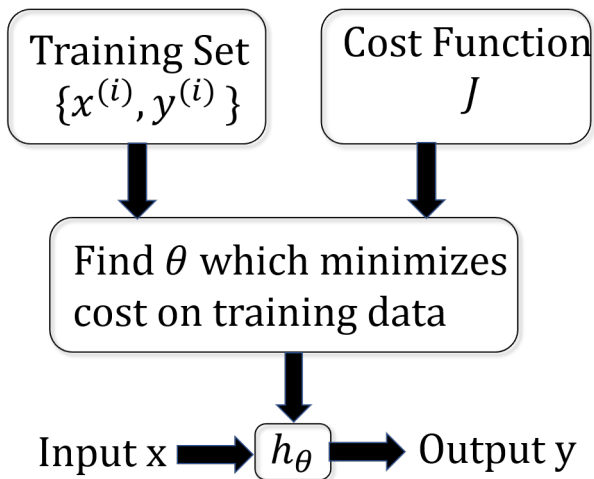 Training Set
{x⁽ⁱ⁾, y⁽ⁱ⁾ }
Cost Function
J
Find θ which minimizes
cost on training data
Input x
h_θ
Output y